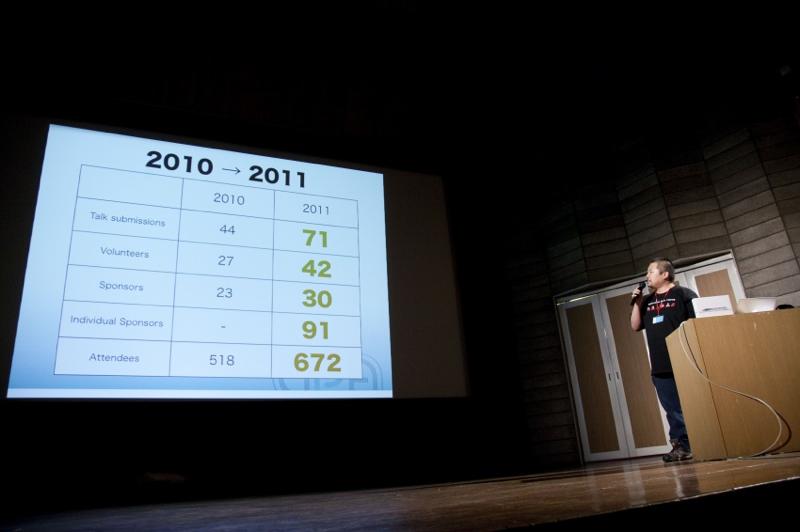 2010 → 2011
2010 2011
Talk submissions 44 71
Volunteers 27 42
Sponsors 23 30
Individual Sponsors - 91
Attendees 518 672